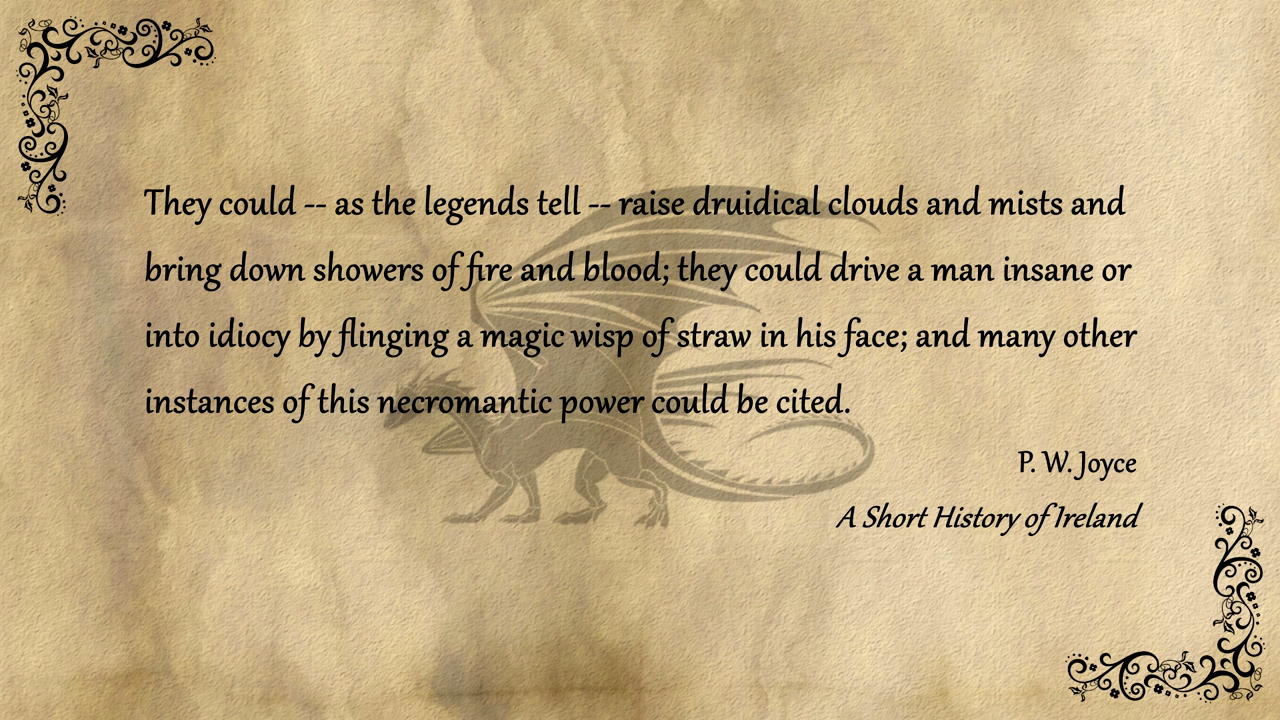 They could -- as the legends tell -- raise druidical clouds and mists and
bring down showers of fire and blood; they could drive a man insane or
into idiocy by flinging a magic wisp of straw in his face; and many other
instances of this necromantic power could be cited.
P. W. Joyce
A Short History of Ireland